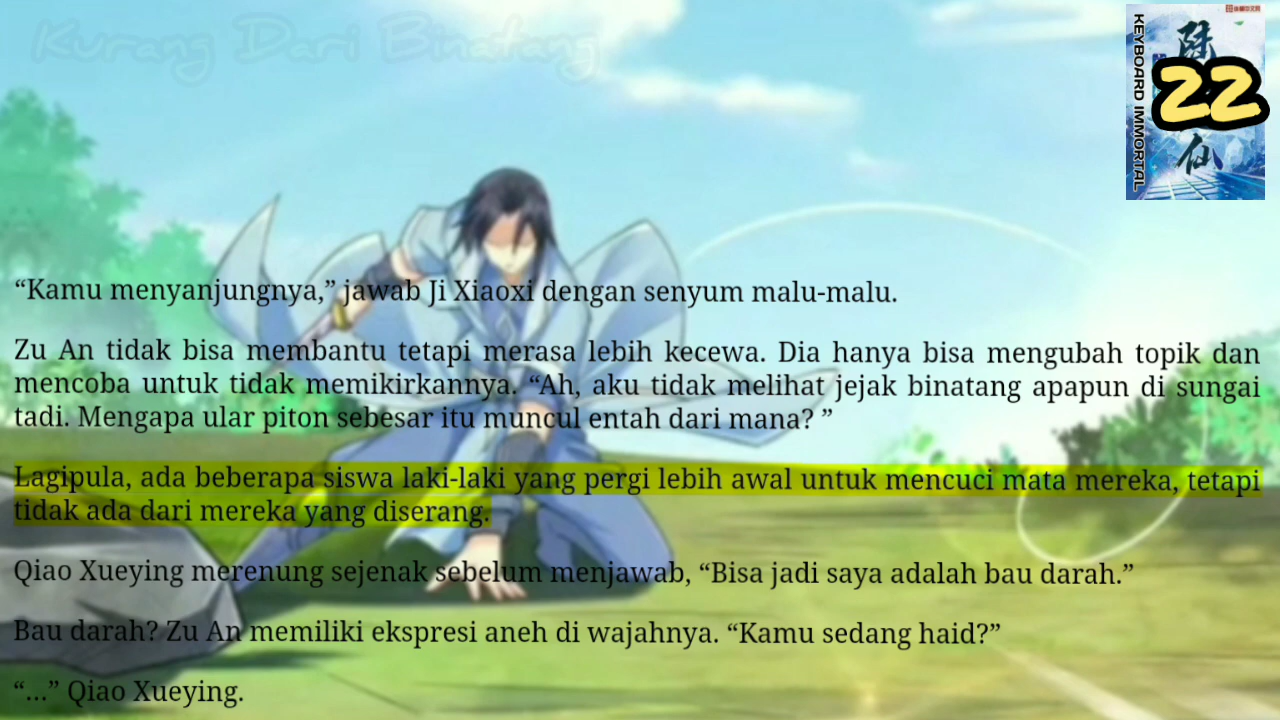 Kurang Dari Binatang
KEYBOARD IMMORTAL
陆
22
仙
“Kamu menyanjungnya,” jawab Ji Xiaoxi dengan senyum malu-malu.
Zu An tidak bisa membantu tetapi merasa lebih kecewa. Dia hanya bisa mengubah topik dan
mencoba untuk tidak memikirkannya. “Ah, aku tidak melihat jejak binatang apapun di sungai
tadi. Mengapa ular piton sebesar itu muncul entah dari mana? ”
Lagipula, ada beberapa siswa laki-laki yang pergi lebih awal untuk mencuci mata mereka, tetapi
tidak ada dari mereka yang diserang.
Qiao Xueying merenung sejenak sebelum menjawab, “Bisa jadi saya adalah bau darah.”
Bau darah? Zu An memiliki ekspresi aneh di wajahnya. “Kamu sedang haid?”
“…” Qiao Xueying.